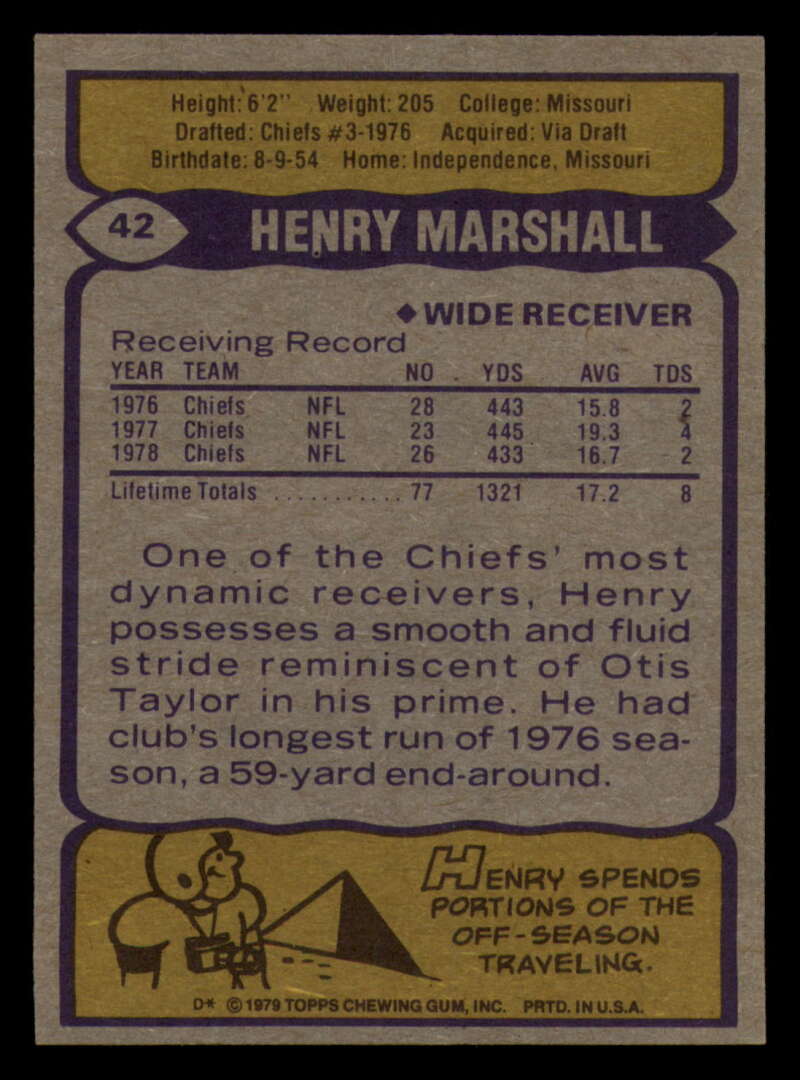 Height: 6'2" Weight: 205 College: Missouri
Drafted: Chiefs #3-1976 Acquired: Via Draft
Birthdate: 8-9-54 Home: Independence, Missouri
42 HENRY MARSHALL
◆ WIDE RECEIVER
Receiving Record
YEAR TEAM NO YDS AVG TDS
1976 Chiefs NFL 28 443 15.8 2
1977 Chiefs NFL 23 445 19.3 4
1978 Chiefs NFL 26 433 16.7 2
Lifetime Totals ............ 77 1321 17.2 8
One of the Chiefs' most
dynamic receivers, Henry
possesses a smooth and fluid
stride reminiscent of Otis
Taylor in his prime. He had
club's longest run of 1976 sea-
son, a 59-yard end-around.
HENRY SPENDS
PORTIONS OF THE
OFF-SEASON
TRAVELING.
D* © 1979 TOPPS CHEWING GUM, INC. PRTD. IN U.S.A.